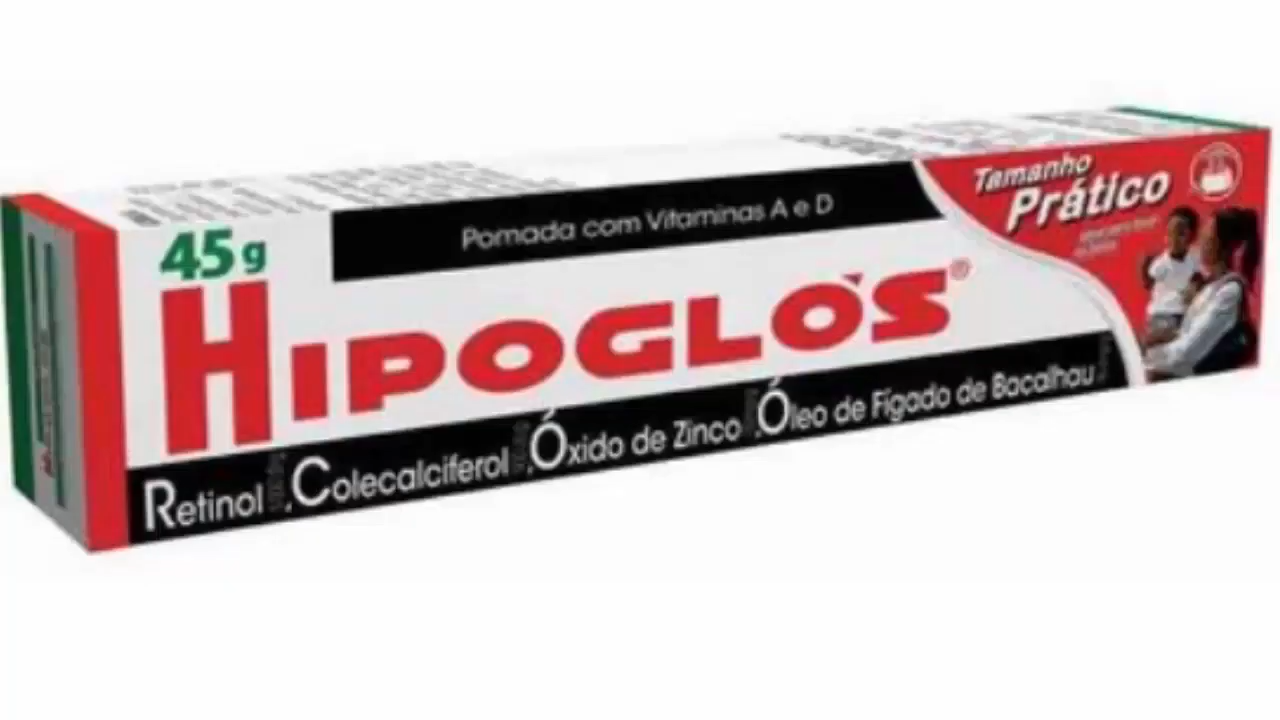 45g
Pomada com Vitaminas A e D
HIPOGLÓS®
Retinol Colecalciferol Óxido de Zinco Óleo de Fígado de Bacalhau
Tamanho
Prático